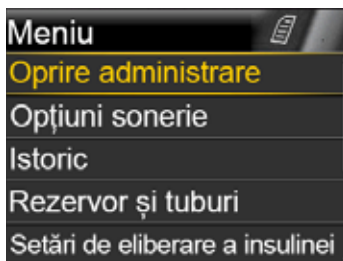 Meniu
Oprire administrare
Opțiuni sonerie
Istoric
Rezervor și tuburi
Setări de eliberare a insulinei